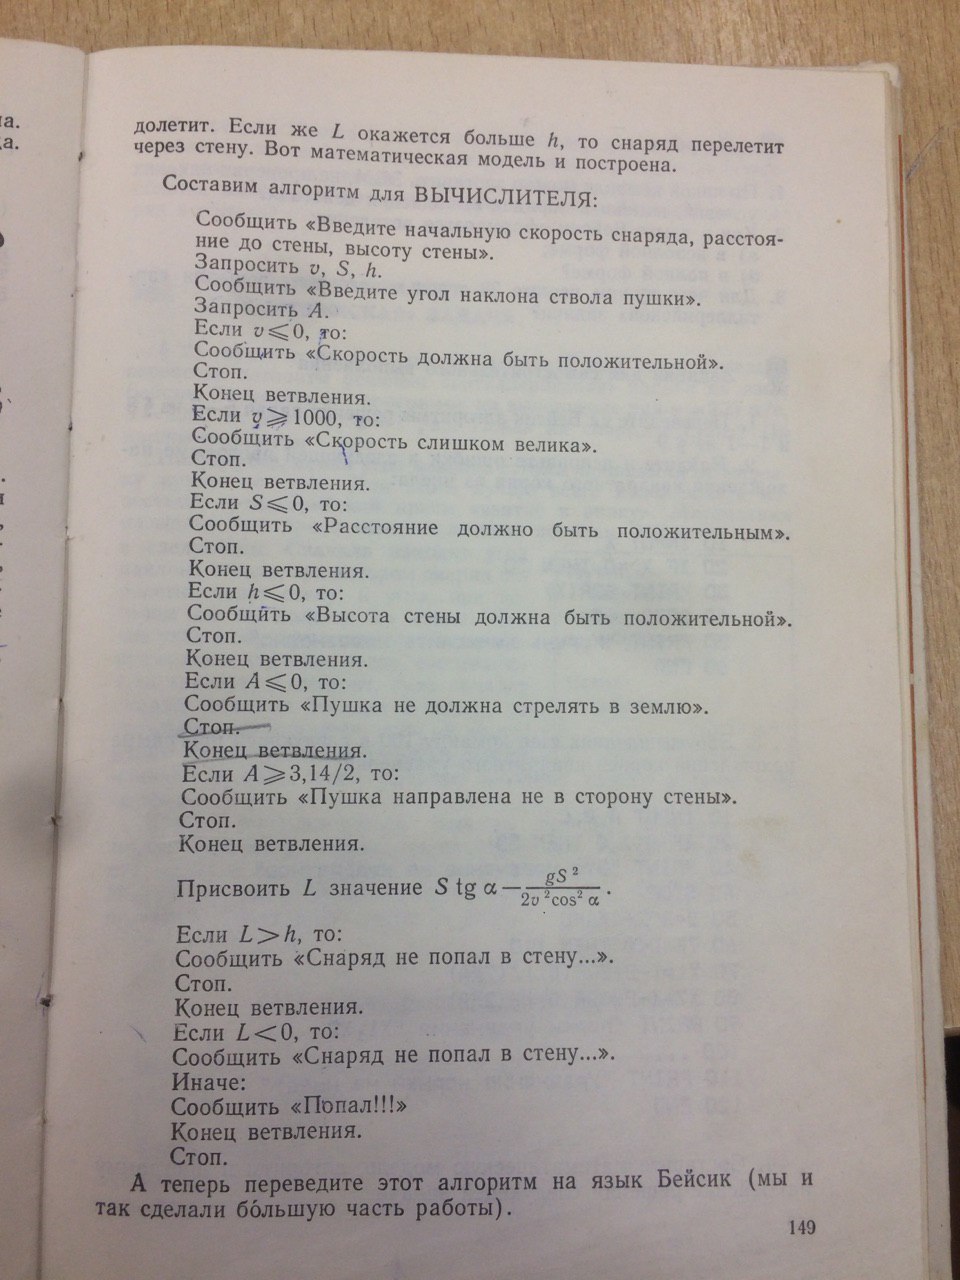 та.
да.
долетит. Если же L окажется больше h, то снаряд перелетит
через стену. Вот математическая модель и построена.
Составим алгоритм для ВЫЧИСЛИТЕЛЯ:
Сообщить «Введите начальную скорость снаряда, расстоя-
ние до стены, высоту стены».
Запросить v, S, h.
Сообщить «Введите угол наклона ствола пушки».
Запросить A.
Если v⩽0, то:
Сообщить «Скорость должна быть положительной».
Стоп.
Конец ветвления.
Если v⩾1000, то:
Сообщить «Скорость слишком велика».
Стоп.
Конец ветвления.
Если S⩽0, то:
Сообщить «Расстояние должно быть положительным».
Стоп.
Конец ветвления.
Если h⩽0, то:
Сообщить «Высота стены должна быть положительной».
Стоп.
Конец ветвления.
Если A⩽0, то:
Сообщить «Пушка не должна стрелять в землю».
Стоп.
Конец ветвления.
Если A⩾3,14/2, то:
Сообщить «Пушка направлена не в сторону стены».
Стоп.
Конец ветвления.
Присвоить L значение S tg α — gS² / 2v² cos² α .
Если L>h, то:
Сообщить «Снаряд не попал в стену...».
Стоп.
Конец ветвления.
Если L<0, то:
Сообщить «Снаряд не попал в стену...».
Иначе:
Сообщить «Попал!!!»
Конец ветвления.
Стоп.
А теперь переведите этот алгоритм на язык Бейсик (мы и
так сделали бóльшую часть работы).
149